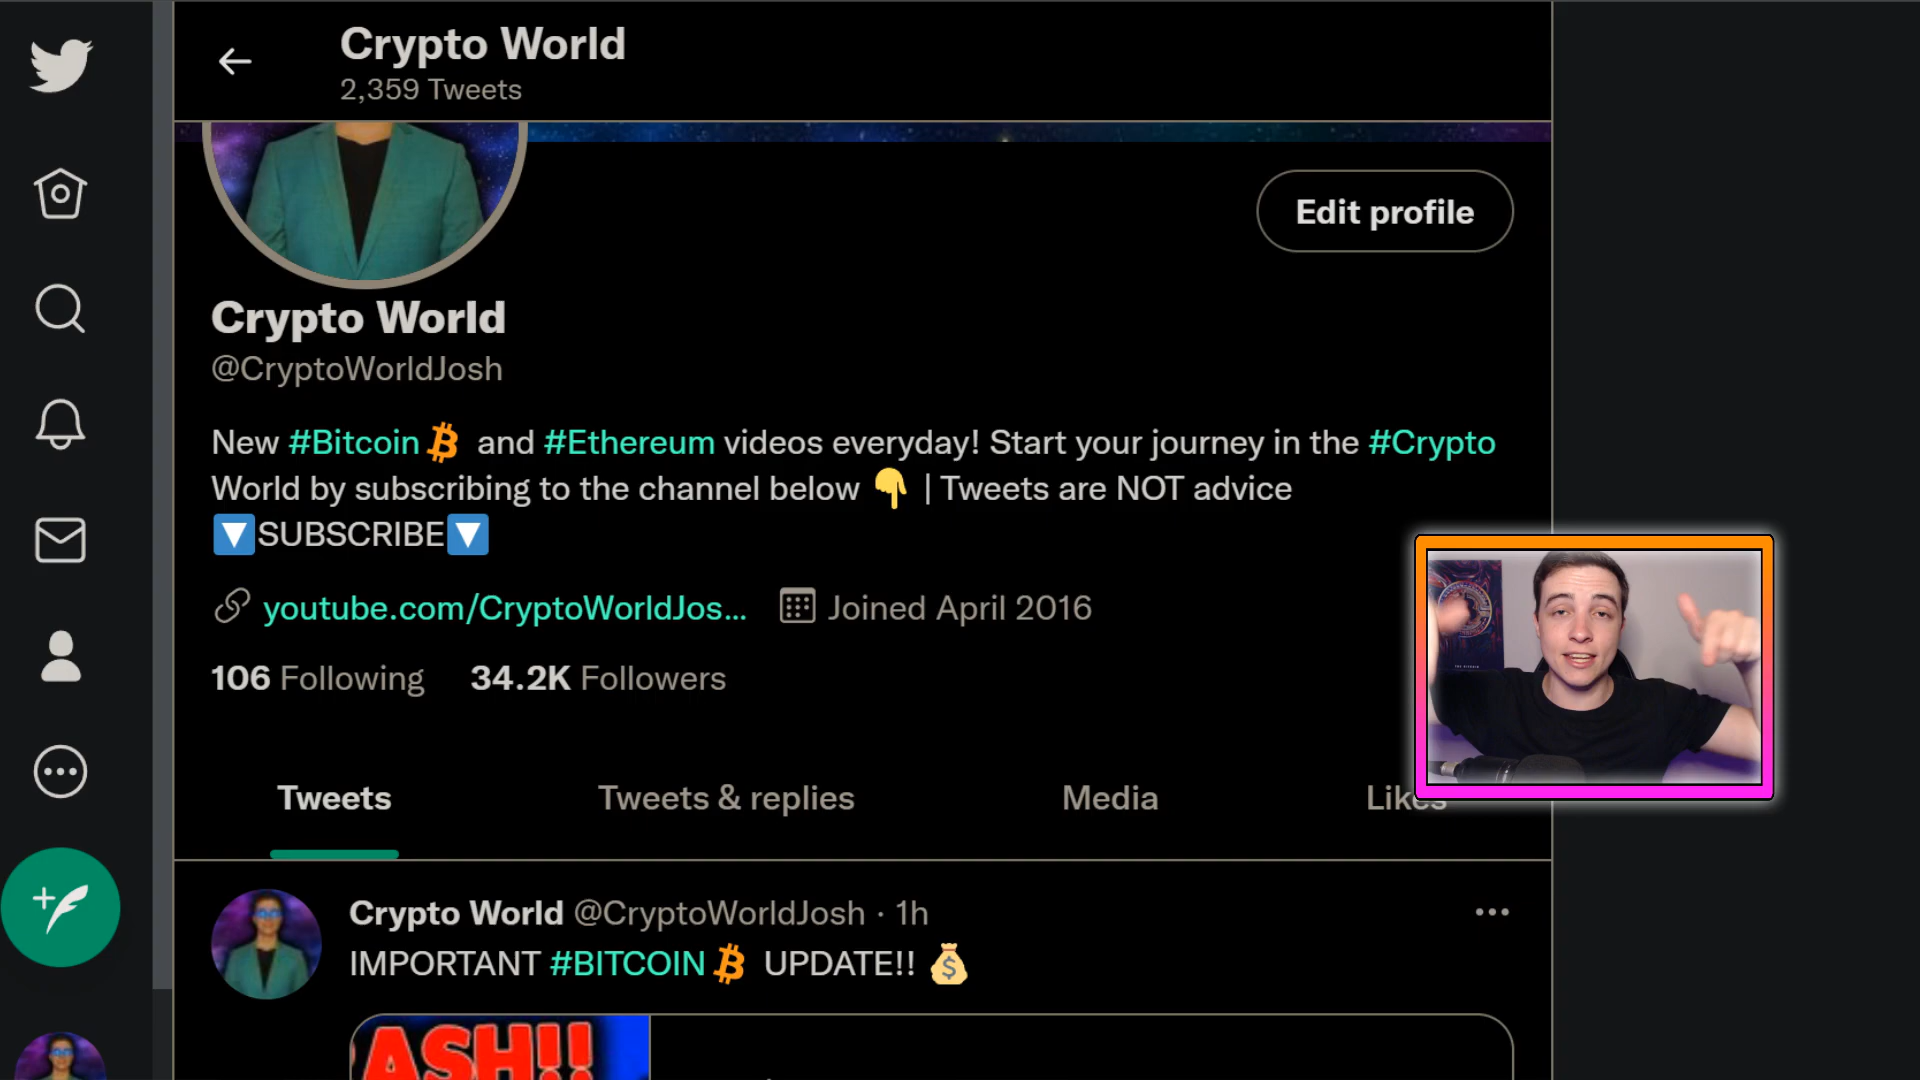 Crypto World
2,359 Tweets
Edit profile
Crypto World
@CryptoWorldJosh
New #Bitcoin and #Ethereum videos everyday! Start your journey in the #Crypto
World by subscribing to the channel below 👇 | Tweets are NOT advice
🔽SUBSCRIBE🔽
youtube.com/CryptoWorldJos... Joined April 2016
106 Following 34.2K Followers
Tweets Tweets & replies Media Likes
Crypto World @CryptoWorldJosh · 1h
IMPORTANT #BITCOIN UPDATE!! 💰
ASH!!